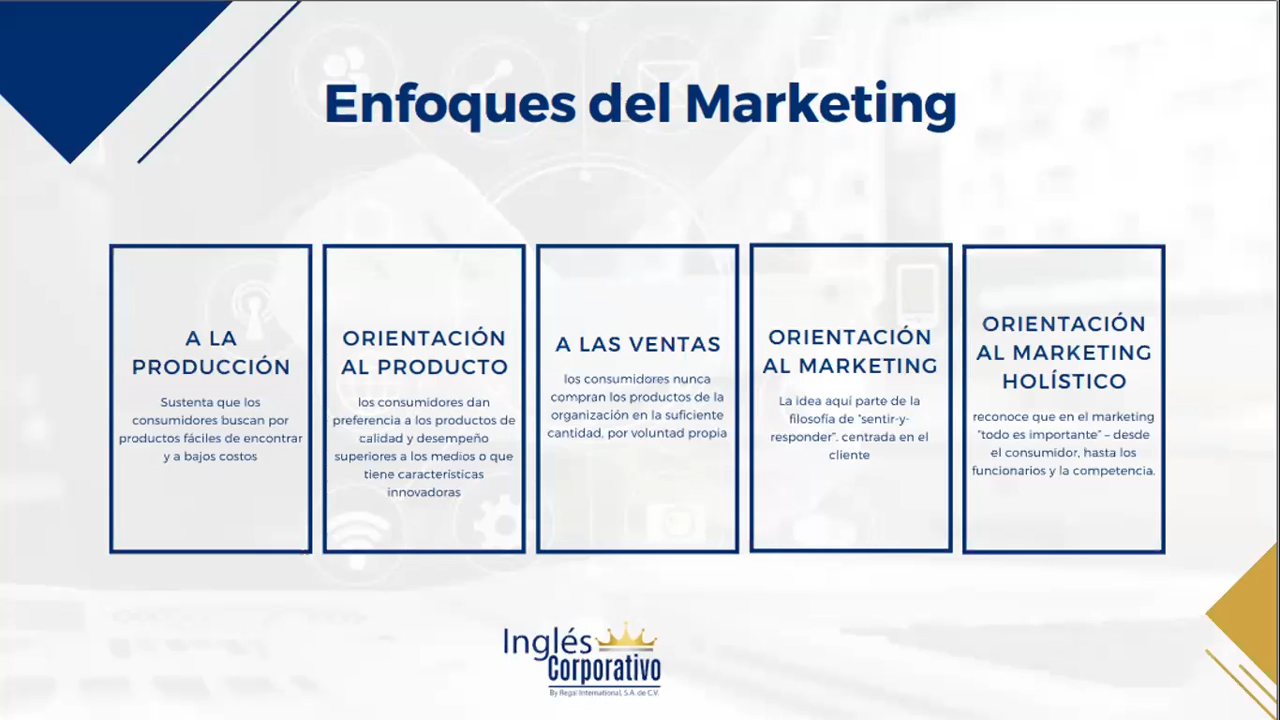 Enfoques del Marketing
A LA
PRODUCCIÓN
Sustenta que los
consumidores buscan por
productos fáciles de encontrar
y a bajos costos
ORIENTACIÓN
AL PRODUCTO
los consumidores dan
preferencia a los productos de
calidad y desempeño
superiores a los medios o que
tiene características
innovadoras
A LAS VENTAS
los consumidores nunca
compran los productos de la
organización en la suficiente
cantidad, por voluntad propia
ORIENTACIÓN
AL MARKETING
La idea aquí parte de la
filosofía de "sentir-y-
responder". centrada en el
cliente
ORIENTACIÓN
AL MARKETING
HOLÍSTICO
reconoce que en el marketing
"todo es importante" – desde
el consumidor, hasta los
funcionarios y la competencia.
Inglés
Corporativo
By Regal International, S.A. de C.V.